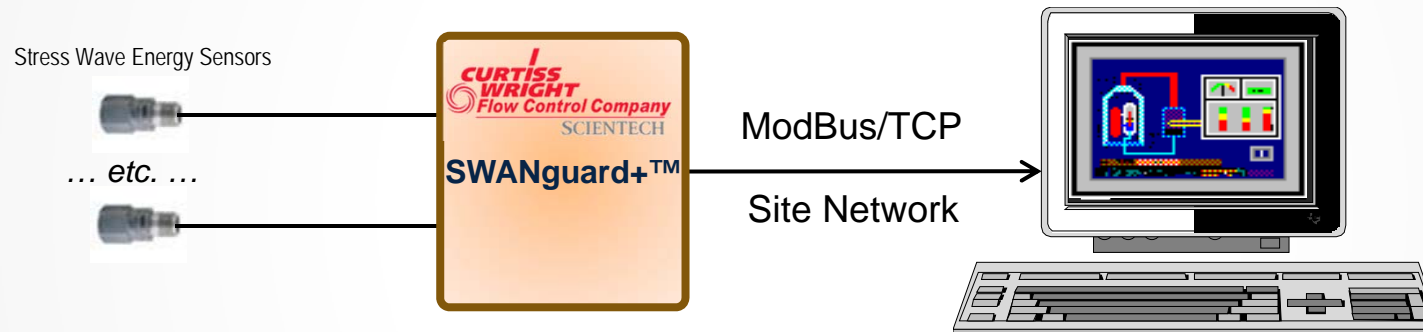 Stress Wave Energy Sensors
… etc. …
CURTISS
WRIGHT
Flow Control Company
SCIENTECH
SWANguard+™
ModBus/TCP
Site Network